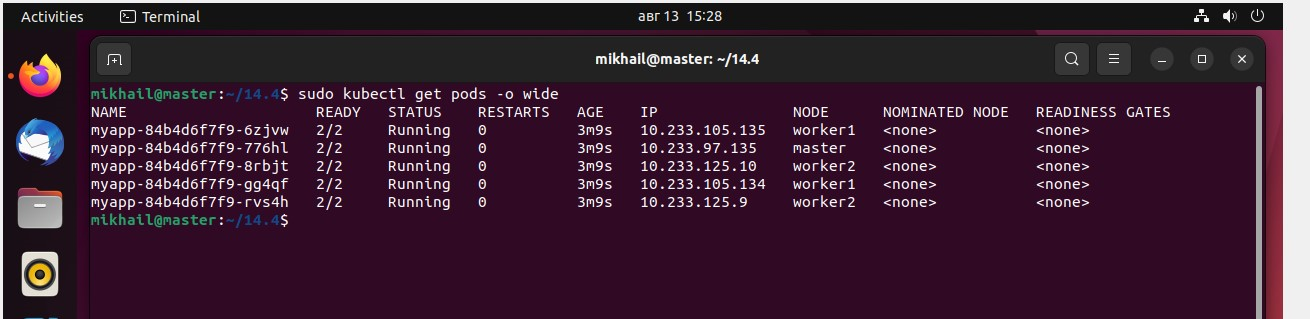 Activities Terminal авг 13 15:28
mikhail@master: ~/14.4
mikhail@master:~/14.4$ sudo kubectl get pods -o wide
NAME READY STATUS RESTARTS AGE IP NODE NOMINATED NODE READINESS GATES
myapp-84b4d6f7f9-6zjvw 2/2 Running 0 3m9s 10.233.105.135 worker1 <none> <none>
myapp-84b4d6f7f9-776hl 2/2 Running 0 3m9s 10.233.97.135 master <none> <none>
myapp-84b4d6f7f9-8rbjt 2/2 Running 0 3m9s 10.233.125.10 worker2 <none> <none>
myapp-84b4d6f7f9-gg4qf 2/2 Running 0 3m9s 10.233.105.134 worker1 <none> <none>
myapp-84b4d6f7f9-rvs4h 2/2 Running 0 3m9s 10.233.125.9 worker2 <none> <none>
mikhail@master:~/14.4$